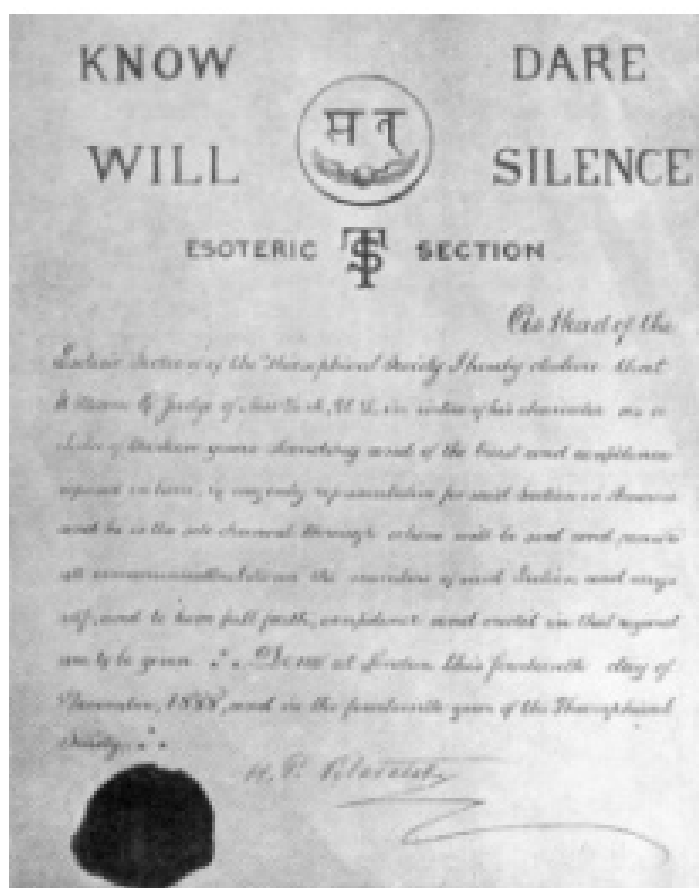 KNOW DARE
स त्
WILL SILENCE
ESOTERIC TS SECTION
As Head of the
Esoteric Section of the Theosophical Society I hereby declare that
William Q. Judge of New York, U.S., in virtue of his character as a
chela of thirteen years standing and of the trust and confidence
reposed in him, is my only representative for said Section in America
and he is the sole channel through whom will be sent and
all communications the members of said Section and my
self, and to him full faith, confidence and credit in that regard
are to be given ∴ Done at London this fourteenth day of
December, 1888, and in the fourteenth year of the Theosophical
Society ∴
H. P. Blavatsky